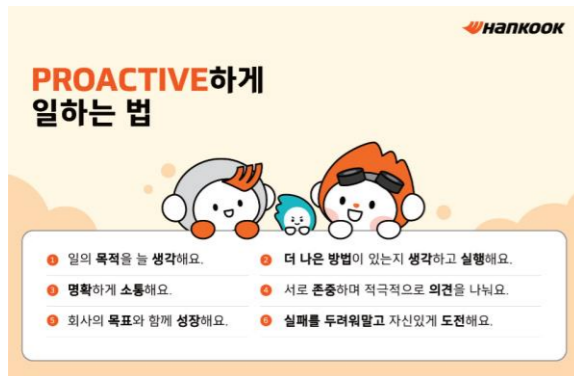 HANKOOK
PROACTIVE하게
일하는 법
1 일의 목적을 늘 생각해요.
2 더 나은 방법이 있는지 생각하고 실행해요.
3 명확하게 소통해요.
4 서로 존중하며 적극적으로 의견을 나눠요.
5 회사의 목표와 함께 성장해요.
6 실패를 두려워말고 자신있게 도전해요.